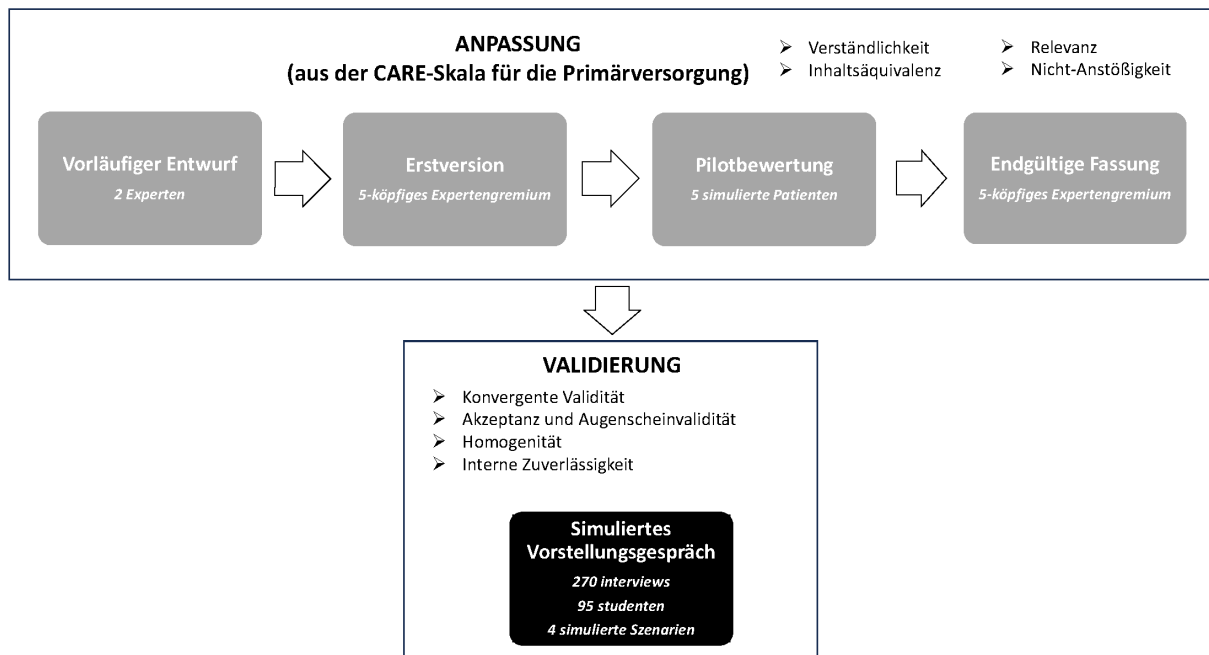 ANPASSUNG
(aus der CARE-Skala für die Primärversorgung)
Verständlichkeit
Inhaltsäquivalenz
Relevanz
Nicht-Anstößigkeit
Vorläufiger Entwurf
2 Experten
Erstversion
5-köpfiges Expertengremium
Pilotbewertung
5 simulierte Patienten
Endgültige Fassung
5-köpfiges Expertengremium
VALIDIERUNG
Konvergente Validität
Akzeptanz und Augenscheinvalidität
Homogenität
Interne Zuverlässigkeit
Simuliertes
Vorstellungsgespräch
270 interviews
95 studenten
4 simulierte Szenarien